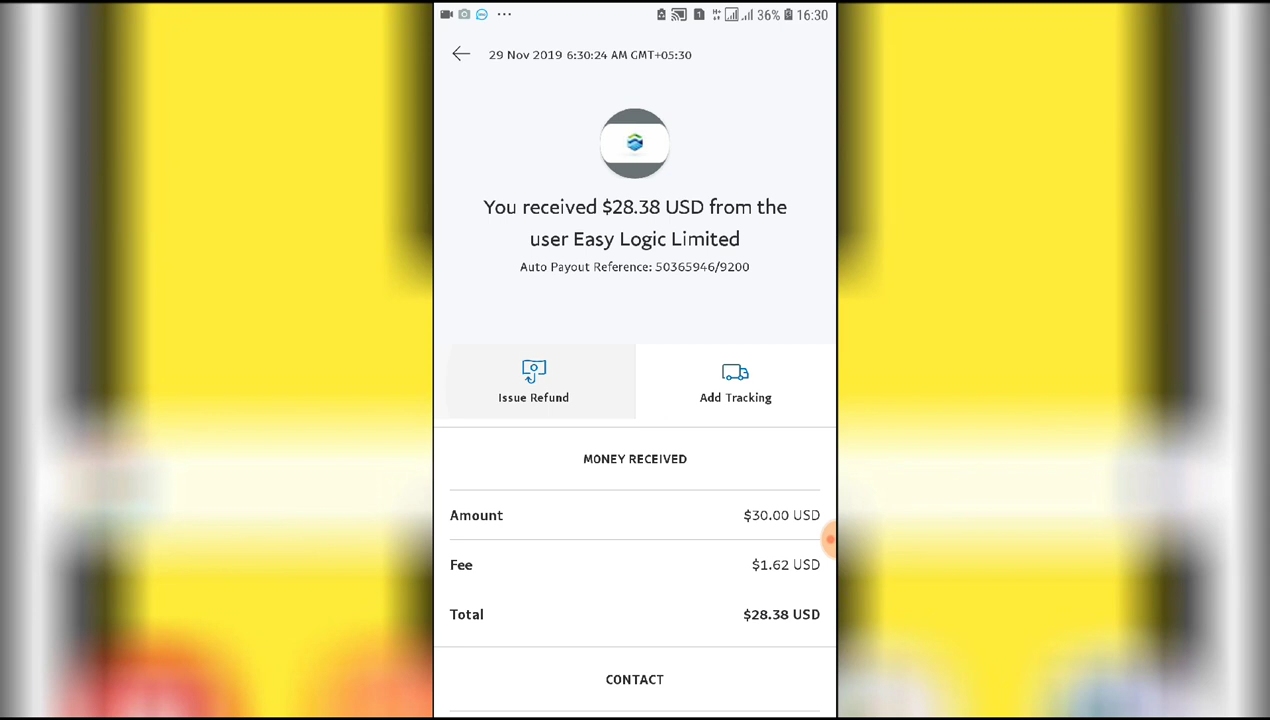 36% 16:30
29 Nov 2019 6:30:24 AM GMT+05:30
You received $28.38 USD from the
user Easy Logic Limited
Auto Payout Reference: 50365946/9200
Issue Refund Add Tracking
MONEY RECEIVED
Amount $30.00 USD
Fee $1.62 USD
Total $28.38 USD
CONTACT